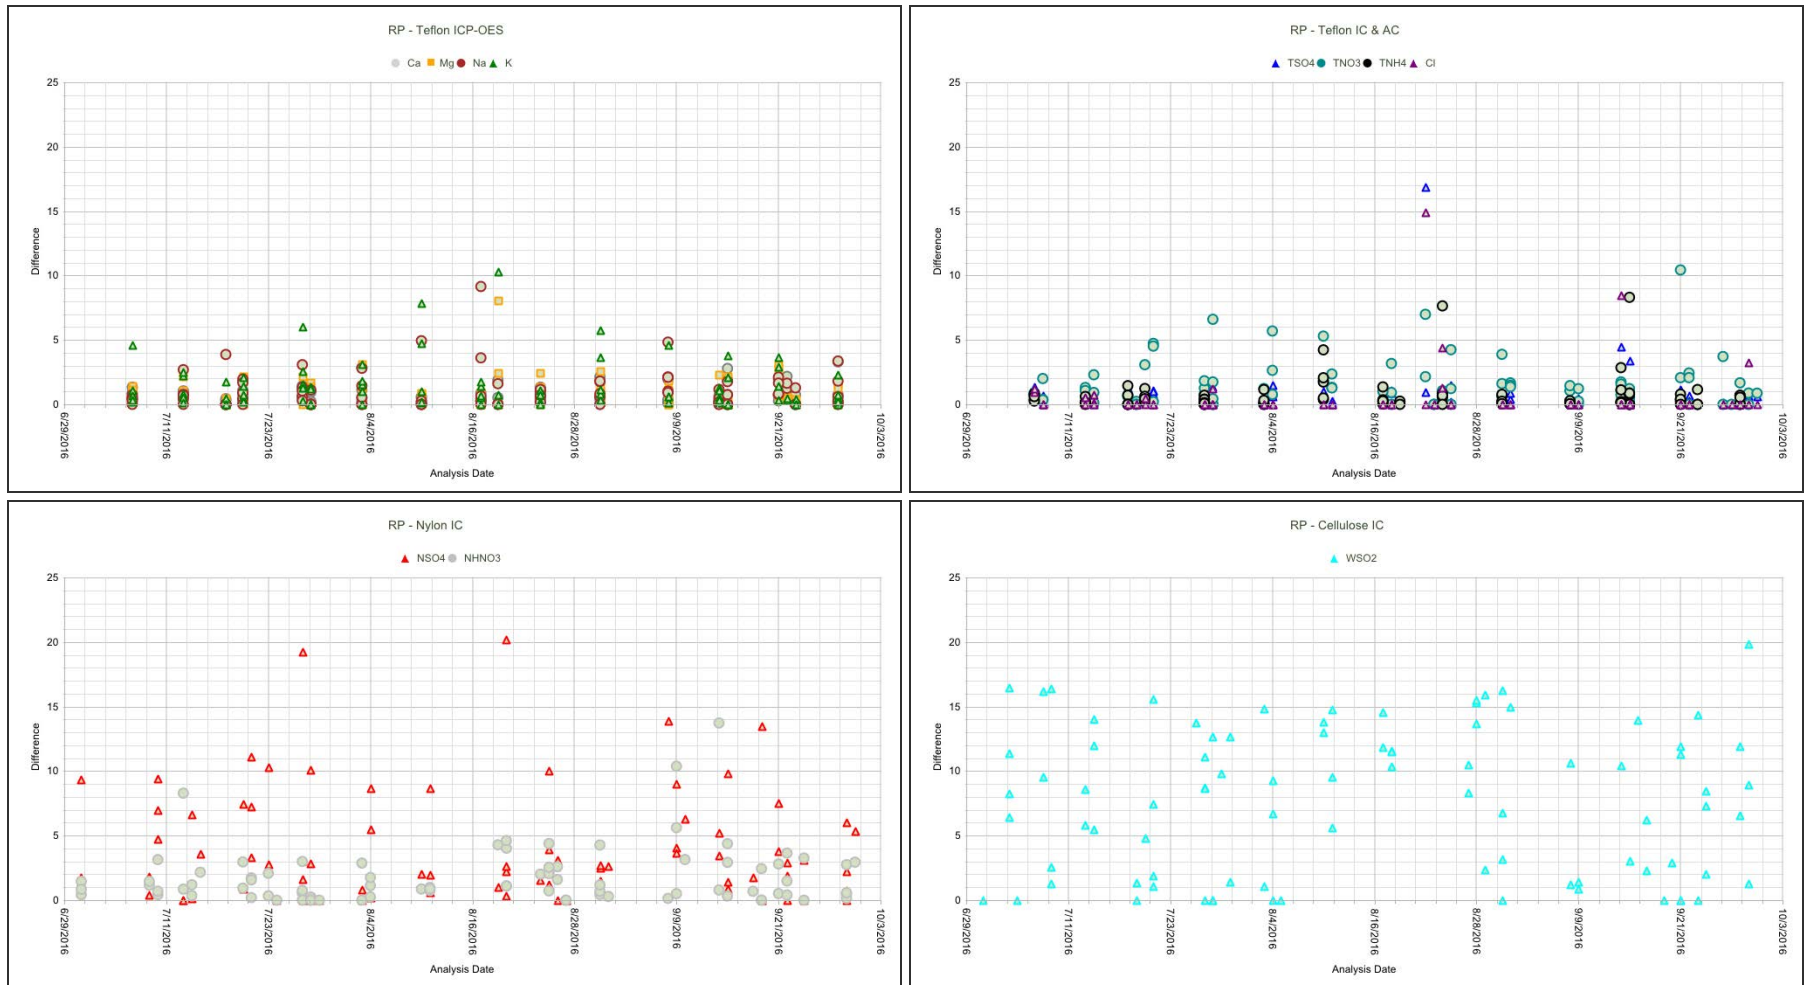 RP - Teflon ICP-OES
Ca Mg Na K
25
20
15
10
5
0
Difference
6/29/2016 7/11/2016 7/23/2016 8/4/2016 8/16/2016 8/28/2016 9/9/2016 9/21/2016 10/3/2016
Analysis Date
RP - Teflon IC & AC
TSO4 TNO3 TNH4 Cl
25
20
15
10
5
0
Difference
6/29/2016 7/11/2016 7/23/2016 8/4/2016 8/16/2016 8/28/2016 9/9/2016 9/21/2016 10/3/2016
Analysis Date
RP - Nylon IC
NSO4 NHNO3
25
20
15
10
5
0
Difference
6/29/2016 7/11/2016 7/23/2016 8/4/2016 8/16/2016 8/28/2016 9/9/2016 9/21/2016 10/3/2016
Analysis Date
RP - Cellulose IC
WSO2
25
20
15
10
5
0
Difference
6/29/2016 7/11/2016 7/23/2016 8/4/2016 8/16/2016 8/28/2016 9/9/2016 9/21/2016 10/3/2016
Analysis Date